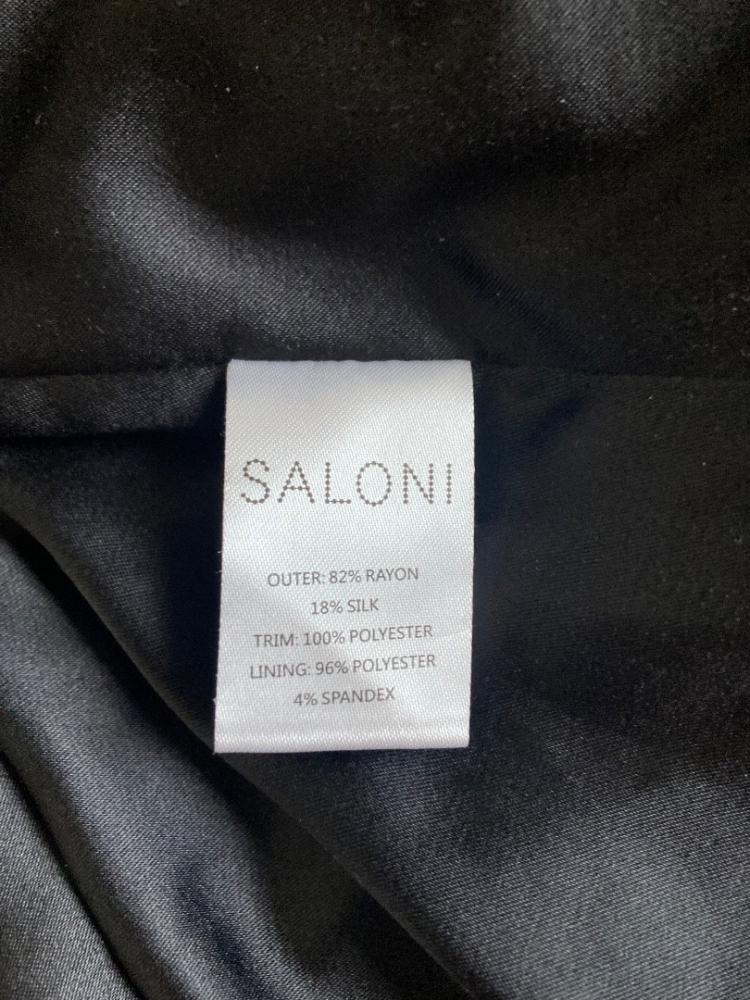 SALONI
OUTER: 82% RAYON
18% SILK
TRIM: 100% POLYESTER
LINING: 96% POLYESTER
4% SPANDEX